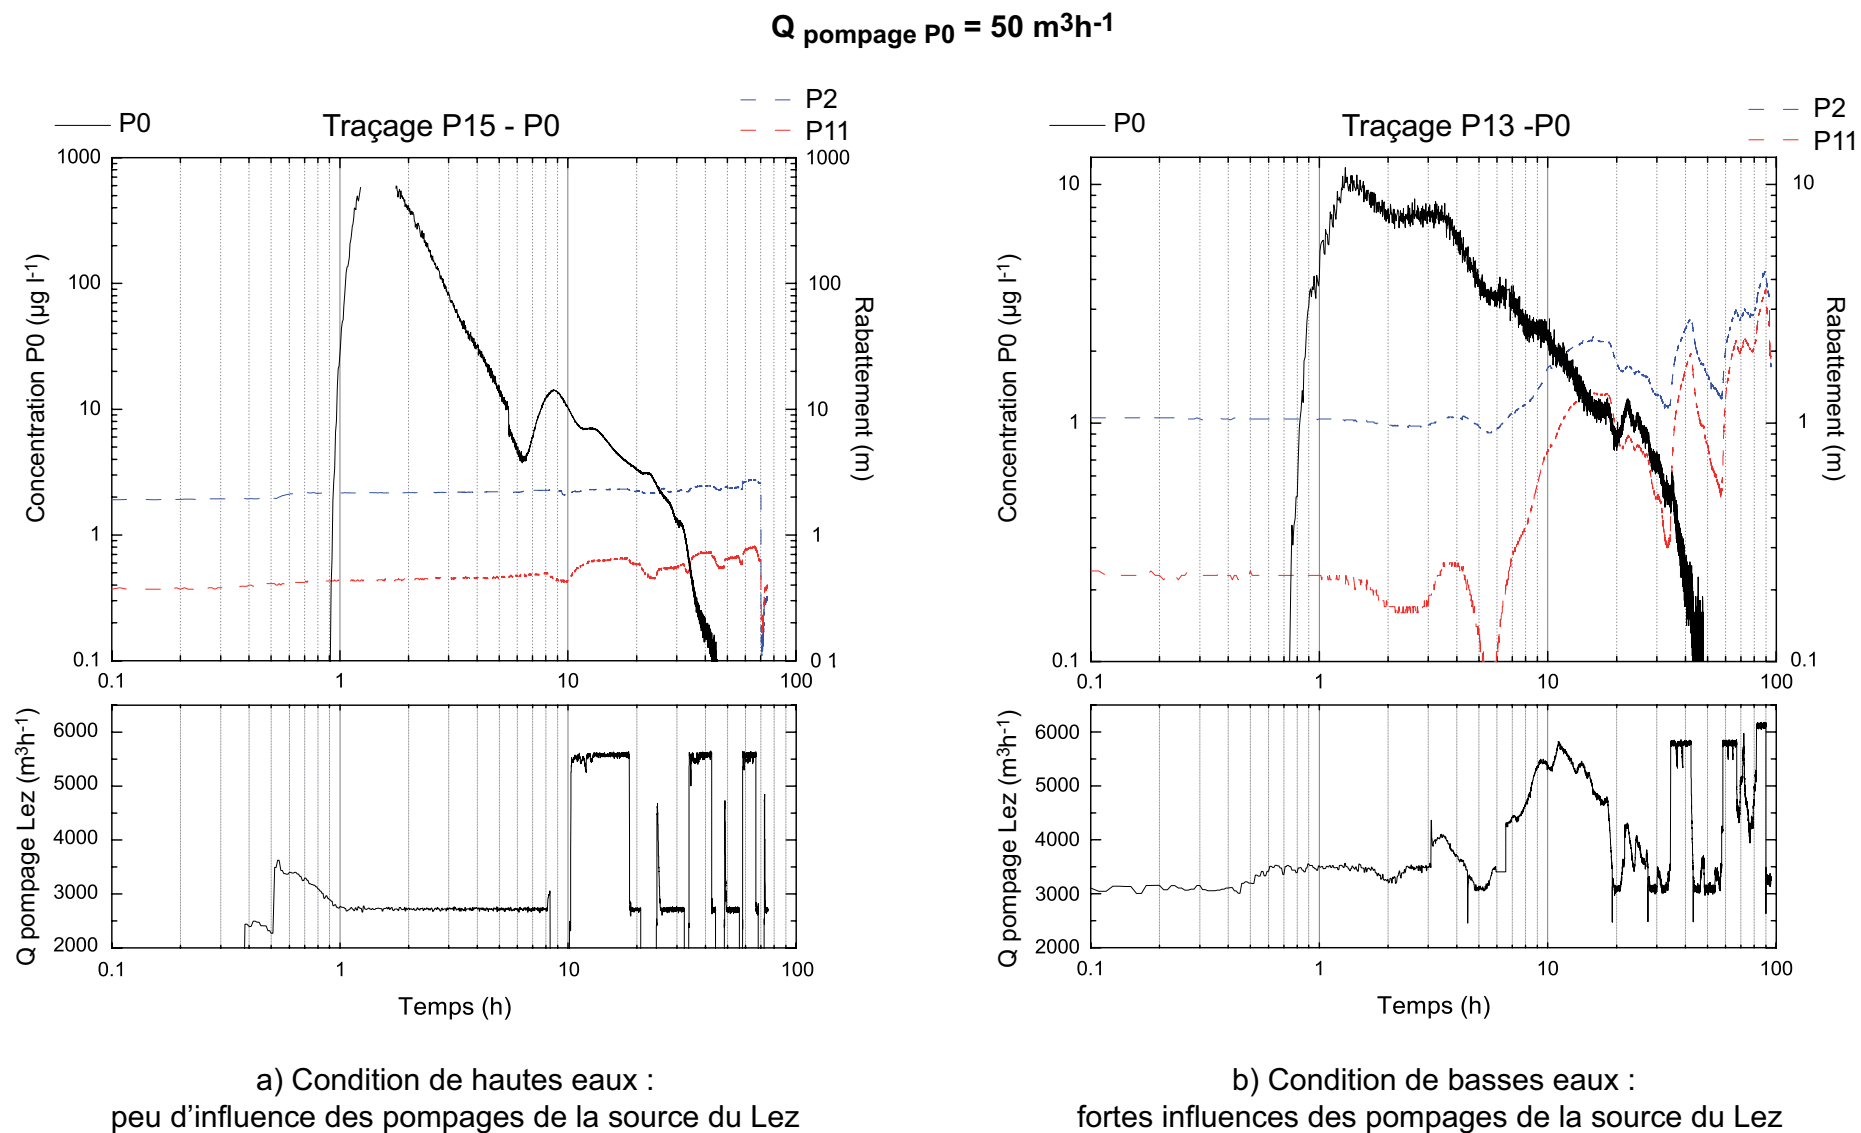 Q pompage P0 = 50 m3h-1
P0
Traçage P15 - P0
P2
P11
P0
Traçage P13 -P0
P2
P11
1000
100
10
1
0.1
Concentration P0 (µg l-1)
1000
100
10
1
0 1
Rabattement (m)
0.1
1
10
100
10
1
0.1
Concentration P0 (µg l-1)
10
1
0.1
Rabattement (m)
0.1
1
10
100
6000
5000
4000
3000
2000
Q pompage Lez (m3h-1)
0.1
1
10
100
Temps (h)
6000
5000
4000
3000
2000
Q pompage Lez (m3h-1)
0.1
1
10
100
Temps (h)
a) Condition de hautes eaux :
peu d'influence des pompages de la source du Lez
b) Condition de basses eaux :
fortes influences des pompages de la source du Lez